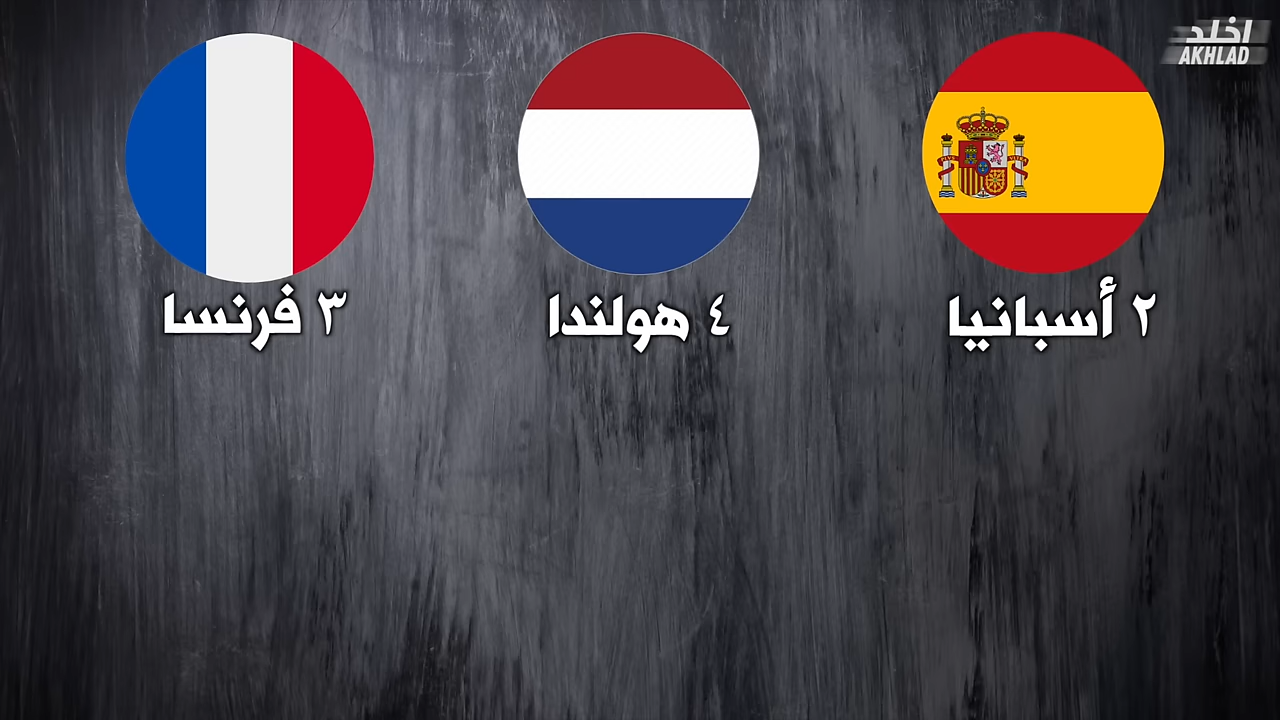 اخلد
AKHLAD
٢ أسبانيا
٤ هولندا
٣ فرنسا